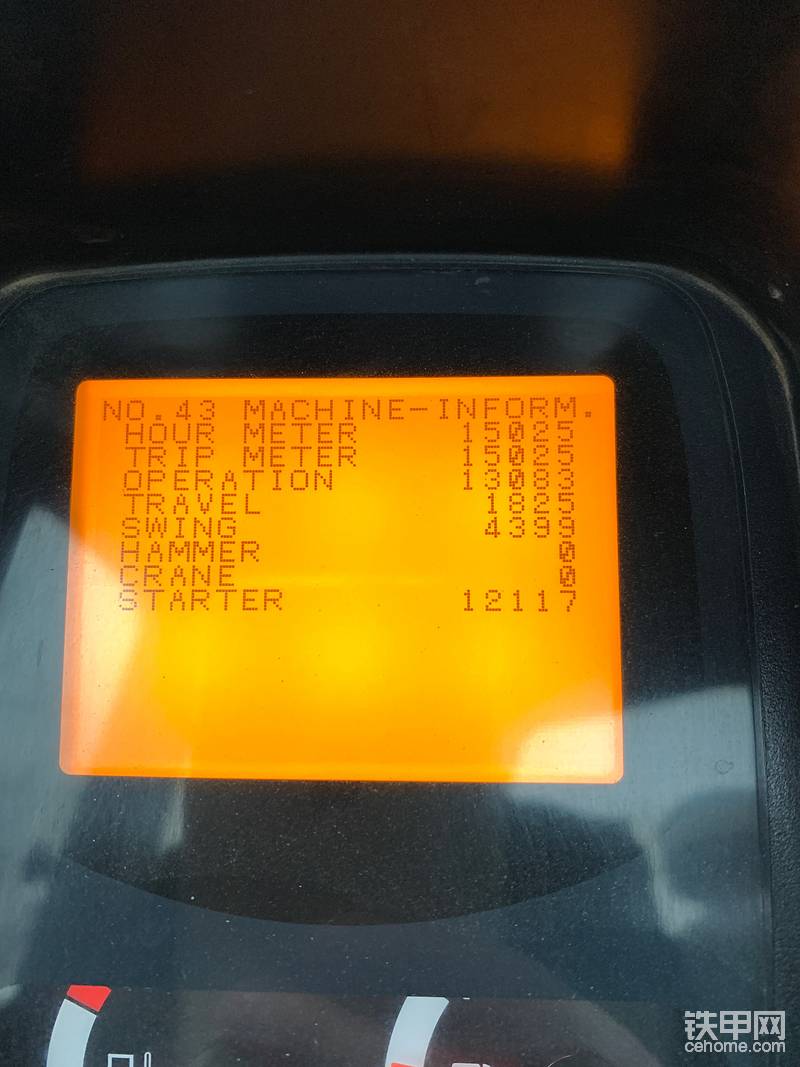 NO.43 MACHINE-INFORM.
HOUR METER 15025
TRIP METER 15025
OPERATION 13083
TRAVEL 1825
SWING 4399
HAMMER 0
CRANE 0
STARTER 12117
铁甲网
cehome.com